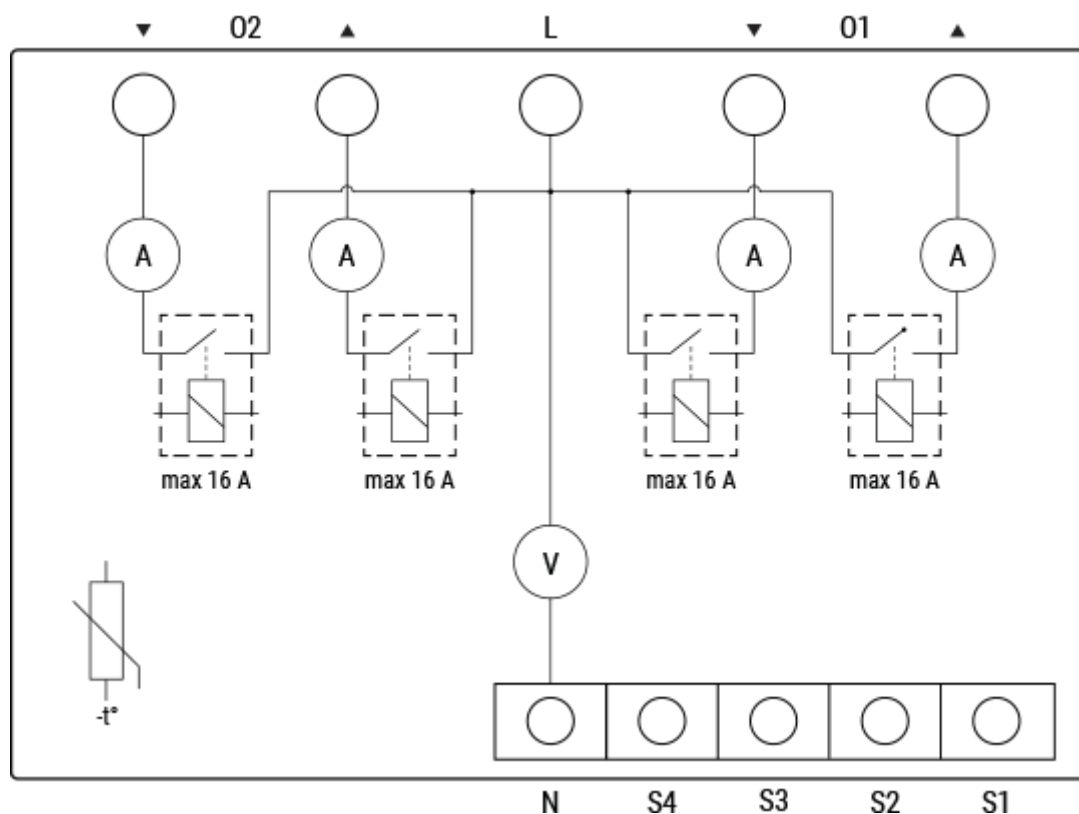 ▼ O2 ▲ L ▼ O1 ▲
A A A A
max 16 A max 16 A max 16 A max 16 A
V
-t°
N S4 S3 S2 S1